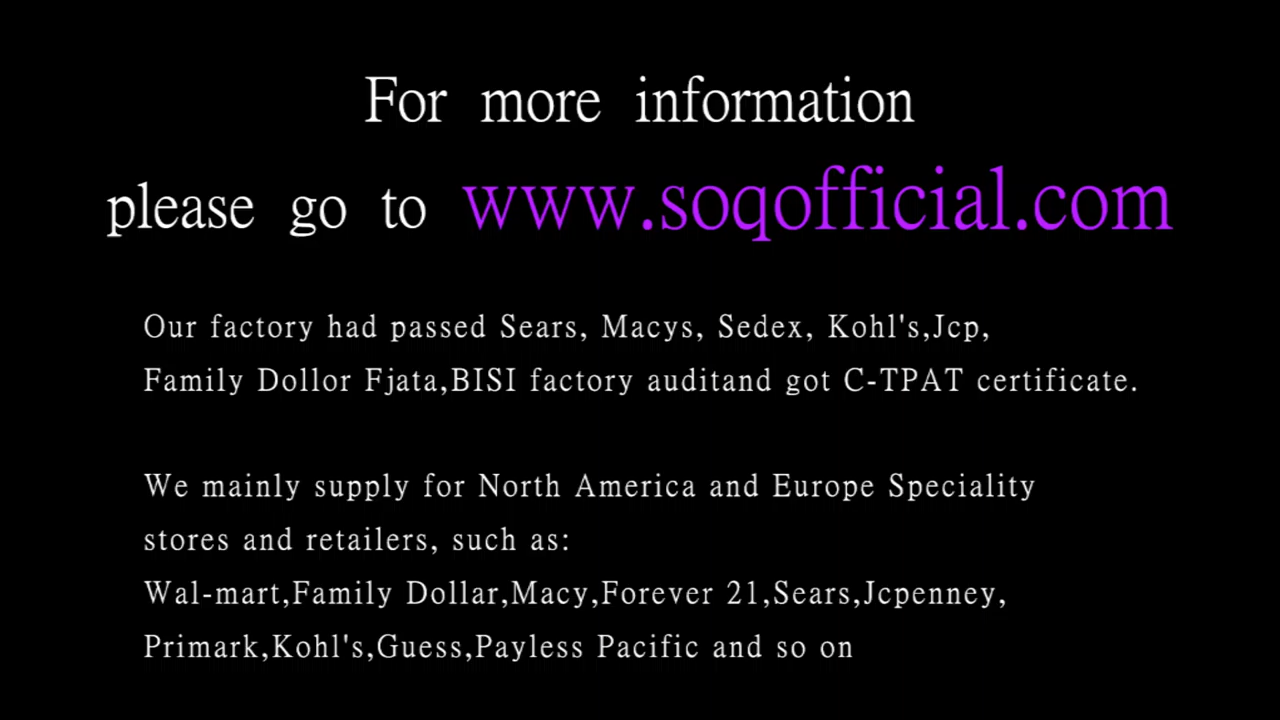 For more information
please go to www.soqofficial.com
Our factory had passed Sears, Macys, Sedex, Kohl's,Jcp,
Family Dollor Fjata,BISI factory auditand got C-TPAT certificate.
We mainly supply for North America and Europe Speciality
stores and retailers, such as:
Wal-mart,Family Dollar,Macy,Forever 21,Sears,Jcpenney,
Primark,Kohl's,Guess,Payless Pacific and so on